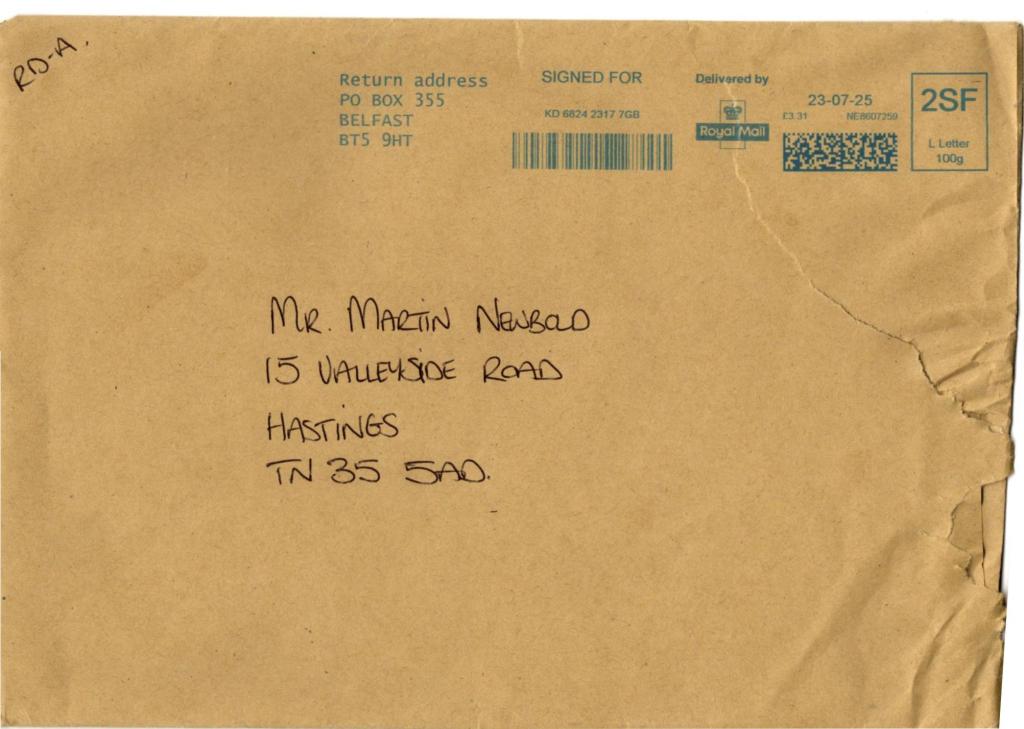 RD-A.
Return address
PO BOX 355
BELFAST
BT5 9HT
SIGNED FOR
KD 6824 2317 7GB
Delivered by
Royal Mail
23-07-25
£3.31 NE8607259
2SF
L Letter
100g
MR. MARTIN NEWBOLD
15 VALLEYSIDE ROAD
HASTINGS
TN 35 5AD.